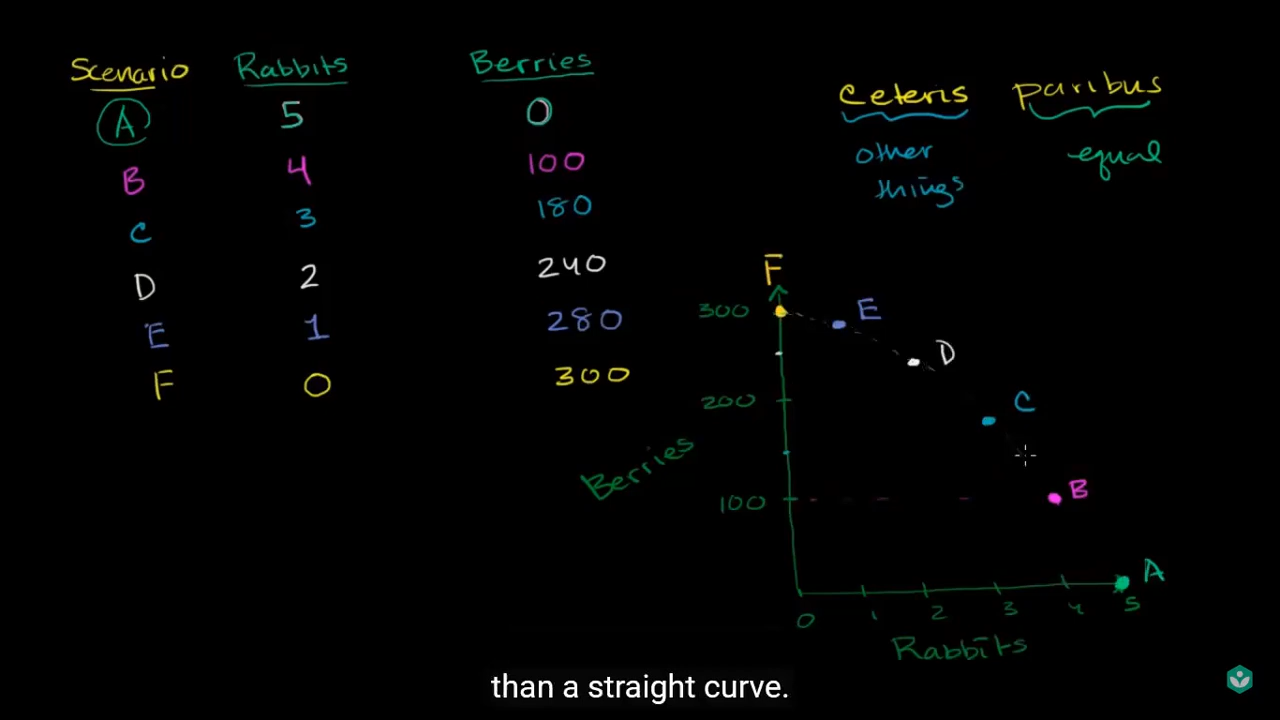 Scenario Rabbits Berries
A 5 0
B 4 100
C 3 180
D 2 240
E 1 280
F 0 300
Ceteris paribus
other equal
things
F
300 E
D
200 C
Berries
100 B
A
0 1 2 3 4 5
Rabbits
than a straight curve.